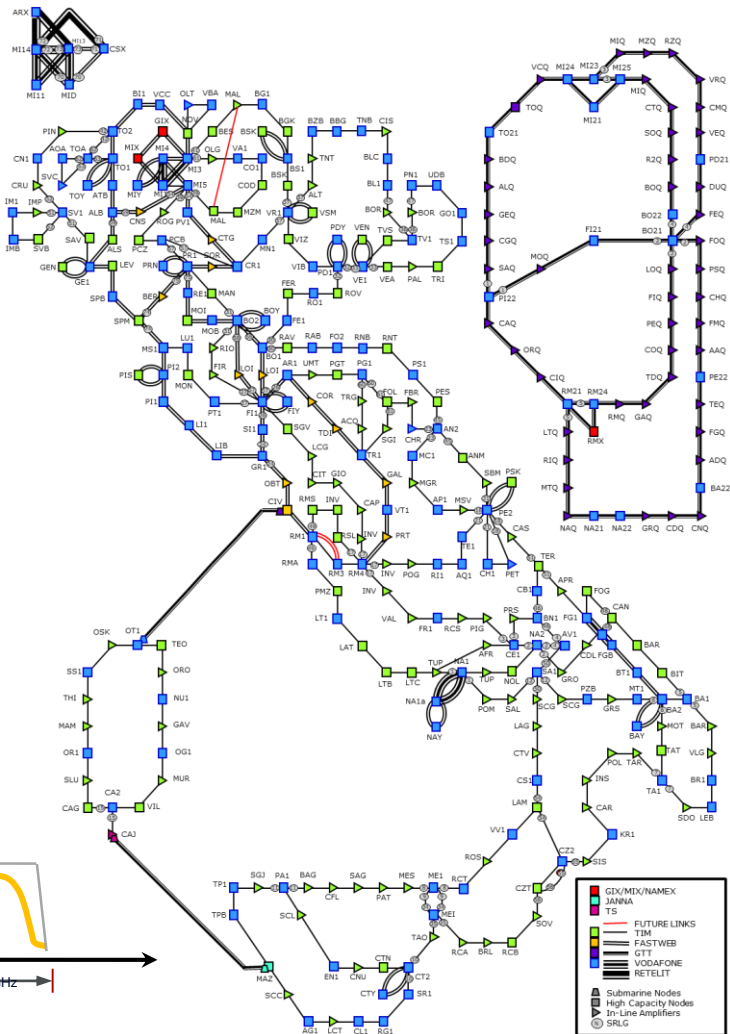 ARX
MI14
MI13
CSX
MI11
MID
BI1
VCC
OLT
VBA
MAL
BG1
GIX
NOV
BES
BGK
BSK
PIN
TO2
CN1
AOA
TOA
MIX
MI4
MI3
OLG
VA1
CO1
BSK
BS1
SVC
TO1
CRU
TOY
ATB
MIY
MI5
COD
ALT
IM1
IMP
SV1
ALB
CNS
ROG
PV1
MAL
MZM
VR1
VSM
IMB
SVB
SAV
ALS
PCZ
PCB
CTG
MN1
VIZ
GEN
GE1
LEV
PRN
PR1
SOR
CR1
VIB
SPB
BER
RE1
MAN
FER
RO1
ROV
SPM
MOI
MOB
BO2
BOY
FE1
BZB
BBG
TNB
CIS
TNT
BLC
BL1
BOR
PN1
UDB
BOR
GO1
TV1
TS1
PDY
VEN
TVS
PD1
VE1
VEA
PAL
TRI
MS1
LU1
RIO
LOI
LOI
BO1
RAV
RAB
FO2
RNB
RNT
PIS
PI2
MON
FIR
AR1
UMT
PGT
PG1
FBR
PS1
PI1
PT1
FI1
FIY
COR
TRG
FOL
PES
LI1
SI1
SGV
TDI
ACQ
SGI
CHR
AN2
LIB
GR1
LCG
TR1
MC1
ANM
OBT
CIT
GIO
GAL
MGR
SBM
PSK
CIV
RMS
INV
CAP
VT1
AP1
MSV
PE2
RM1
RSL
INV
PRT
TE1
CAS
RMA
RM3
RM4
INV
POG
RI1
AQ1
CH1
PET
TER
PMZ
INV
APR
LT1
VAL
FR1
RCS
PIG
PRS
CB1
BN1
FOG
FG1
CAN
LAT
AFR
CE1
NA2
AV1
CDL
FGB
BAR
LTB
LTC
TUP
NA1
TUP
NOL
SA1
GRO
BT1
BIT
NA1a
POM
SAL
SCG
SCG
PZB
GRS
MT1
BA2
BA1
NAY
LAG
BAY
MOT
BAR
CTV
POL
TAR
TAT
VLG
CS1
INS
TA1
BR1
LAM
CAR
SDO
LEB
VV1
KR1
ROS
CZ2
SIS
CZT
SOV
OSK
OT1
TEO
SS1
ORO
THI
NU1
MAM
GAV
OR1
OG1
SLU
MUR
CAG
CA2
VIL
CAJ
TP1
SGJ
PA1
BAG
CFL
SAG
PAT
MES
ME1
RCT
TPB
SCL
MEI
TAO
RCA
BRL
RCB
MAZ
EN1
CNU
CTN
CT2
SCC
CTY
SR1
AG1
LCT
CL1
RG1
MIQ
MZQ
RZQ
VCQ
MI24
MI23
MI25
VRQ
TOQ
MI21
MIQ
CTQ
CMQ
TO21
SOQ
VEQ
BDQ
R2Q
PD21
ALQ
BOQ
DUQ
GEQ
BO22
FEQ
CGQ
FI21
BO21
FOQ
SAQ
MOQ
LOQ
PSQ
PI22
FIQ
CHQ
CAQ
PEQ
FMQ
ORQ
COQ
AAQ
CIQ
TDQ
PE22
RM21
RM24
RMQ
GAQ
TEQ
LTQ
RMX
FGQ
RIQ
ADQ
MTQ
BA22
NAQ
NA21
NA22
GRQ
CDQ
CNQ
Hz
GIX/MIX/NAMEX
JANNA
TS
FUTURE LINKS
TIM
FASTWEB
GTT
VODAFONE
RETELIT
Submarine Nodes
High Capacity Nodes
In-Line Amplifiers
N SRLG